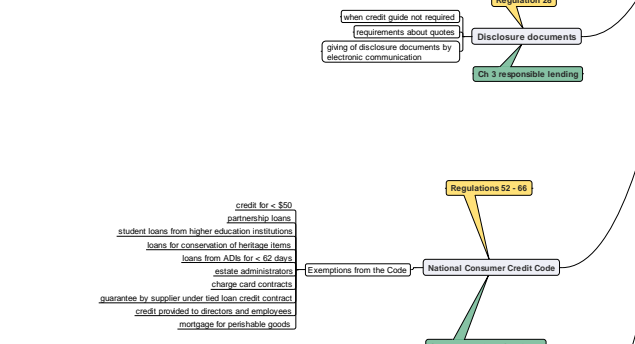 Regulation 26
when credit guide not required
requirements about quotes
giving of disclosure documents by
electronic communication
Disclosure documents
Ch 3 responsible lending
Regulations 52 - 66
credit for < $50
partnership loans
student loans from higher education institutions
loans for conservation of heritage items
loans from ADIs for < 62 days
estate administrators
charge card contracts
guarantee by supplier under tied loan credit contract
credit provided to directors and employees
mortgage for perishable goods
Exemptions from the Code
National Consumer Credit Code